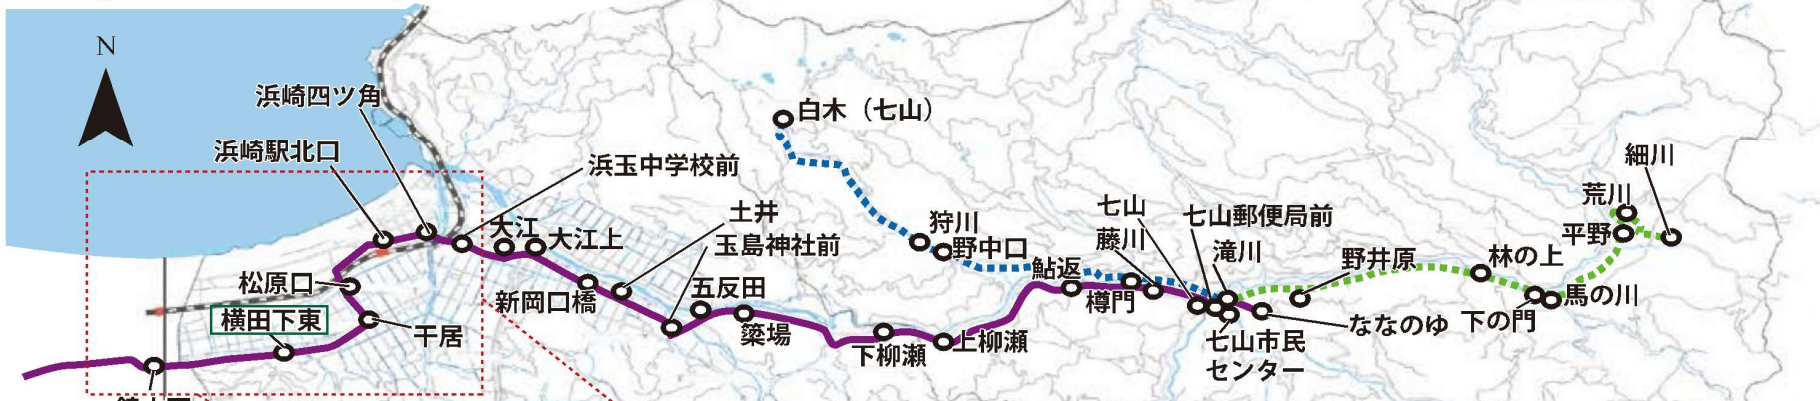 N
浜崎四ツ角
浜崎駅北口
松原口
横田下東
干居
浜玉中学校前
大江
大江上
新岡口橋
土井
玉島神社前
五反田
簗場
下柳瀬
上柳瀬
白木（七山）
狩川
野中口
鮎返
樽門
藤川
七山
七山郵便局前
滝川
七山市民
センター
ななのゆ
野井原
林の上
下の門
馬の川
平野
荒川
細川